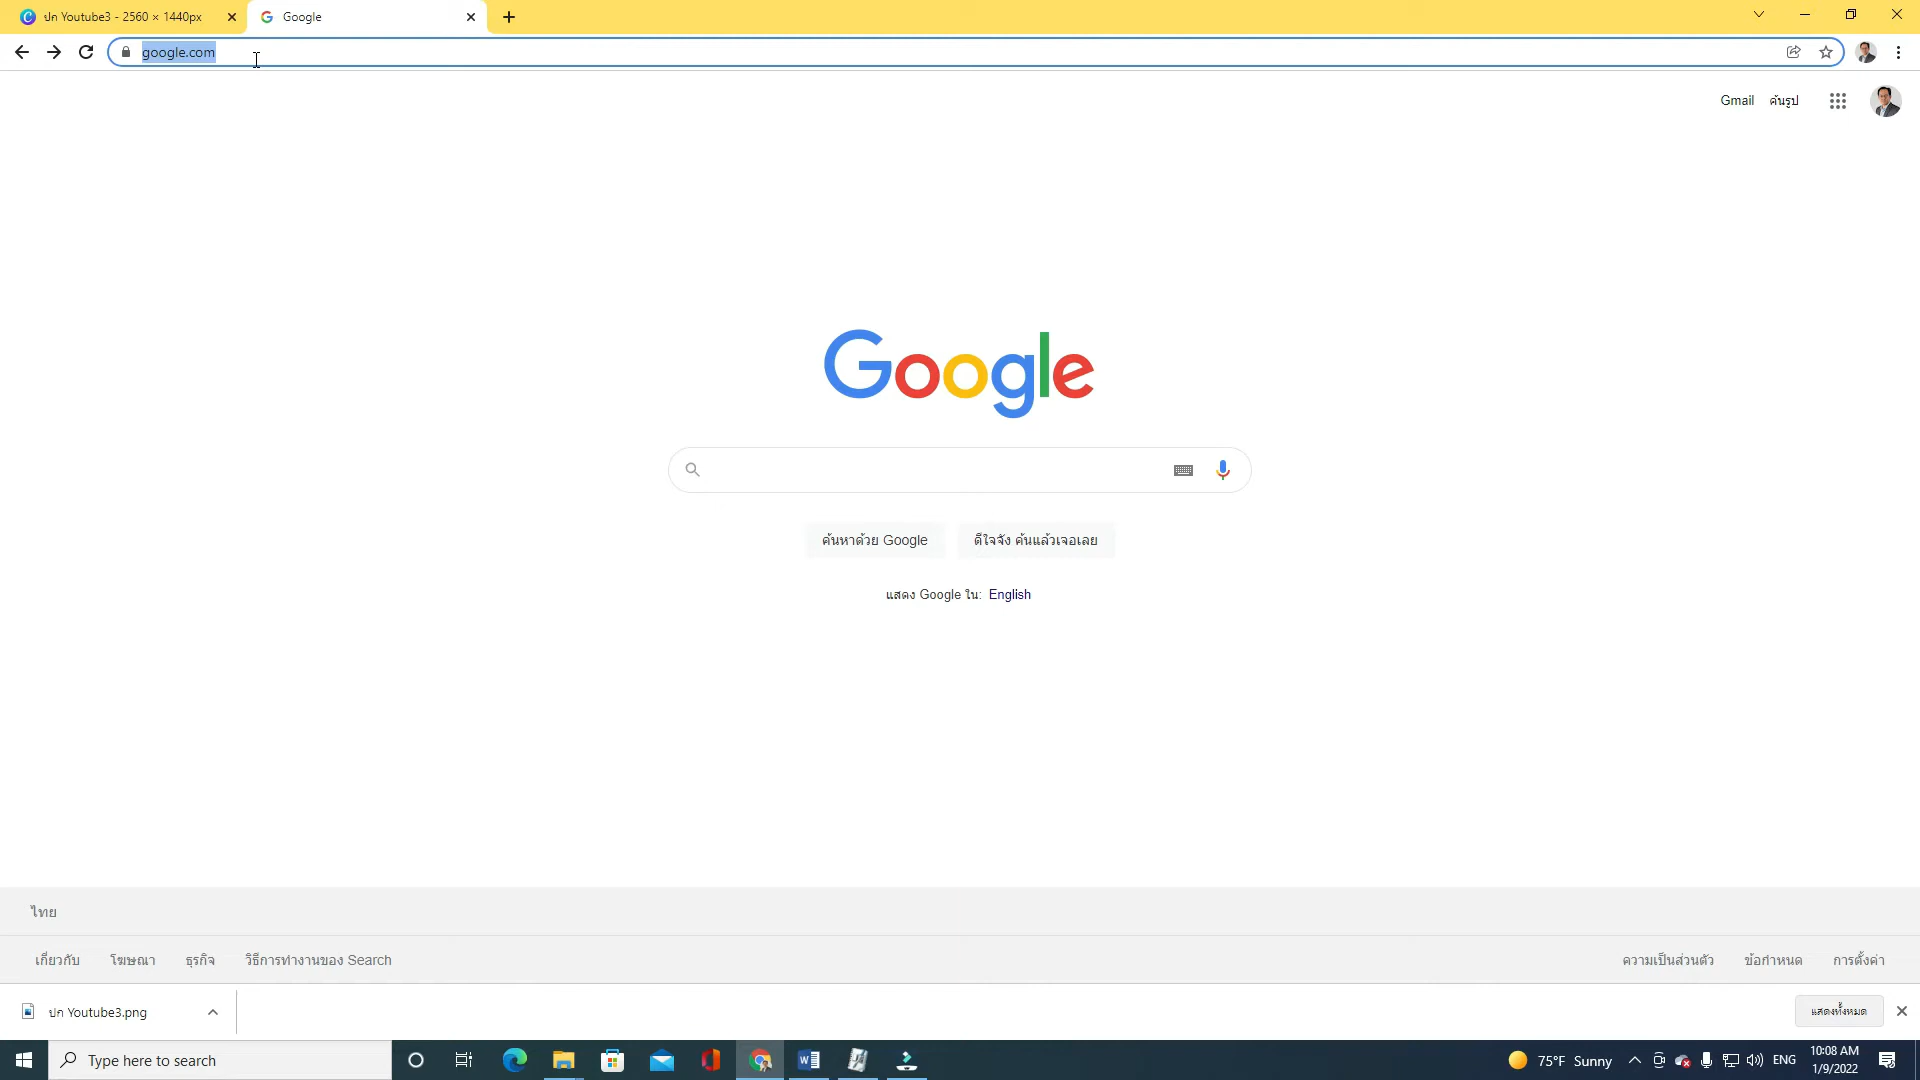 ปก Youtube3 - 2560 × 1440px
Google
google.com
Gmail
ค้นรูป
Google
ค้นหาด้วย Google
ดีใจจัง ค้นแล้วเจอเลย
แสดง Google ใน: English
ไทย
เกี่ยวกับ
โฆษณา
ธุรกิจ
วิธีการทำงานของ Search
ความเป็นส่วนตัว
ข้อกำหนด
การตั้งค่า
ปก Youtube3.png
แสดงทั้งหมด
Type here to search
75°F Sunny
ENG
10:08 AM
1/9/2022